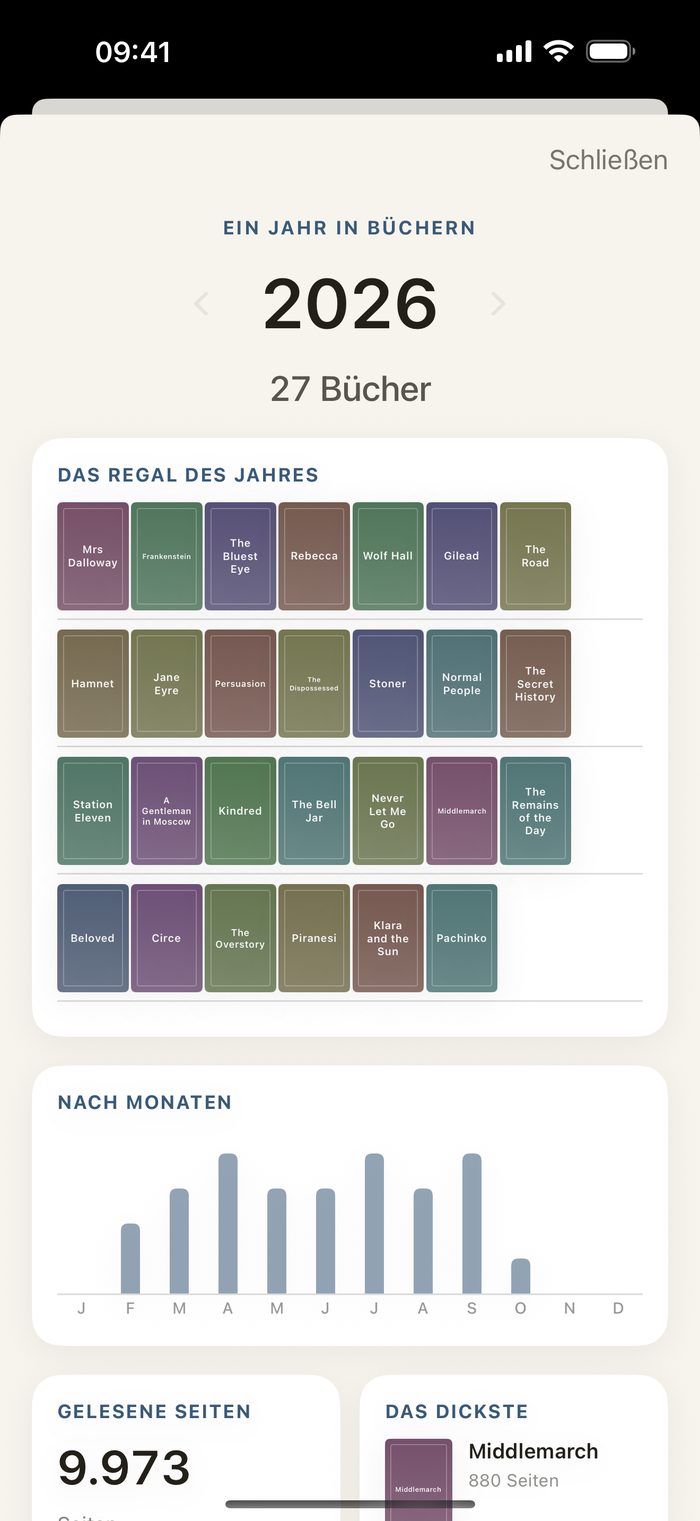 09:41
Schließen
EIN JAHR IN BÜCHERN
2026
27 Bücher
DAS REGAL DES JAHRES
Mrs
Dalloway
Frankenstein
The
Bluest
Eye
Rebecca
Wolf Hall
Gilead
The
Road
Hamnet
Jane
Eyre
Persuasion
The
Dispossessed
Stoner
Normal
People
The
Secret
History
Station
Eleven
A
Gentleman
in Moscow
Kindred
The Bell
Jar
Never
Let Me
Go
Middlemarch
The
Remains
of the
Day
Beloved
Circe
The
Overstory
Piranesi
Klara
and the
Sun
Pachinko
NACH MONATEN
J F M A M J J A S O N D
GELESENE SEITEN
9.973
DAS DICKSTE
Middlemarch
Middlemarch
880 Seiten